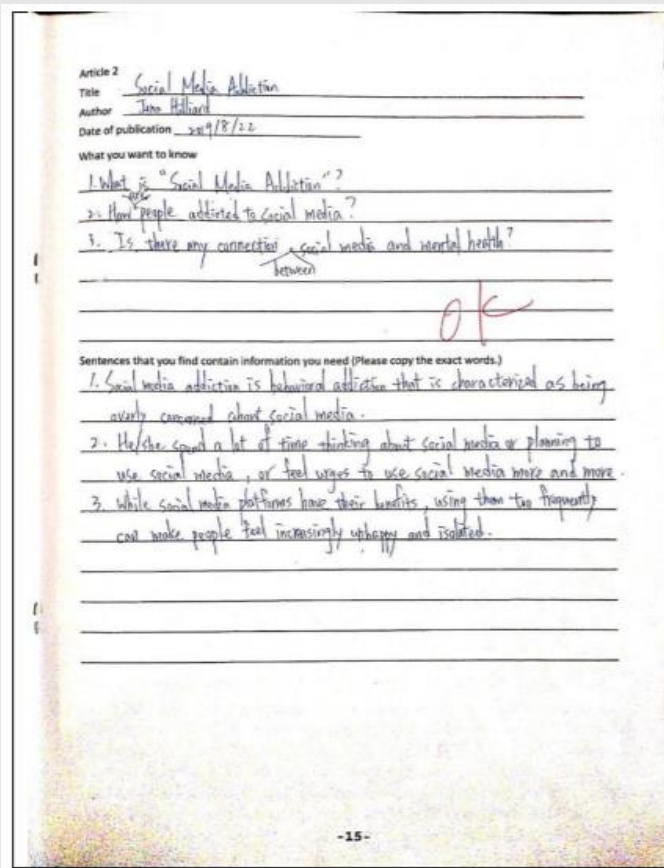 Article 2
Title Social Media Addiction
Author Jena Hilliard
Date of publication 2019/8/22
What you want to know
1. What is "Social Media Addiction"?
are
2. How people addicted to social media?
3. Is there any connection social media and mental health?
between
OK
Sentences that you find contain information you need (Please copy the exact words.)
1. Social media addiction is behavioral addiction that is characterized as being
overly concerned about social media.
2. He/she spend a lot of time thinking about social media or planning to
use social media, or feel urges to use social media more and more.
3. While social media platforms have their benefits, using them too frequently
can make people feel increasingly unhappy and isolated.
-15-